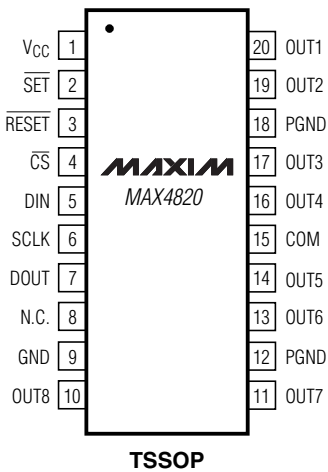 VCC 1 20 OUT1
SET 2 19 OUT2
RESET 3 18 PGND
CS 4 17 OUT3
MAXIM
DIN 5 MAX4820 16 OUT4
SCLK 6 15 COM
DOUT 7 14 OUT5
N.C. 8 13 OUT6
GND 9 12 PGND
OUT8 10 11 OUT7
TSSOP